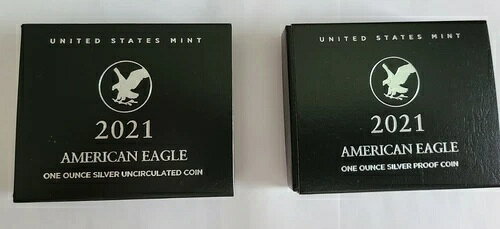 UNITED STATES MINT
2021
AMERICAN EAGLE
ONE OUNCE SILVER UNCIRCULATED COIN
UNITED STATES MINT
2021
AMERICAN EAGLE
ONE OUNCE SILVER PROOF COIN